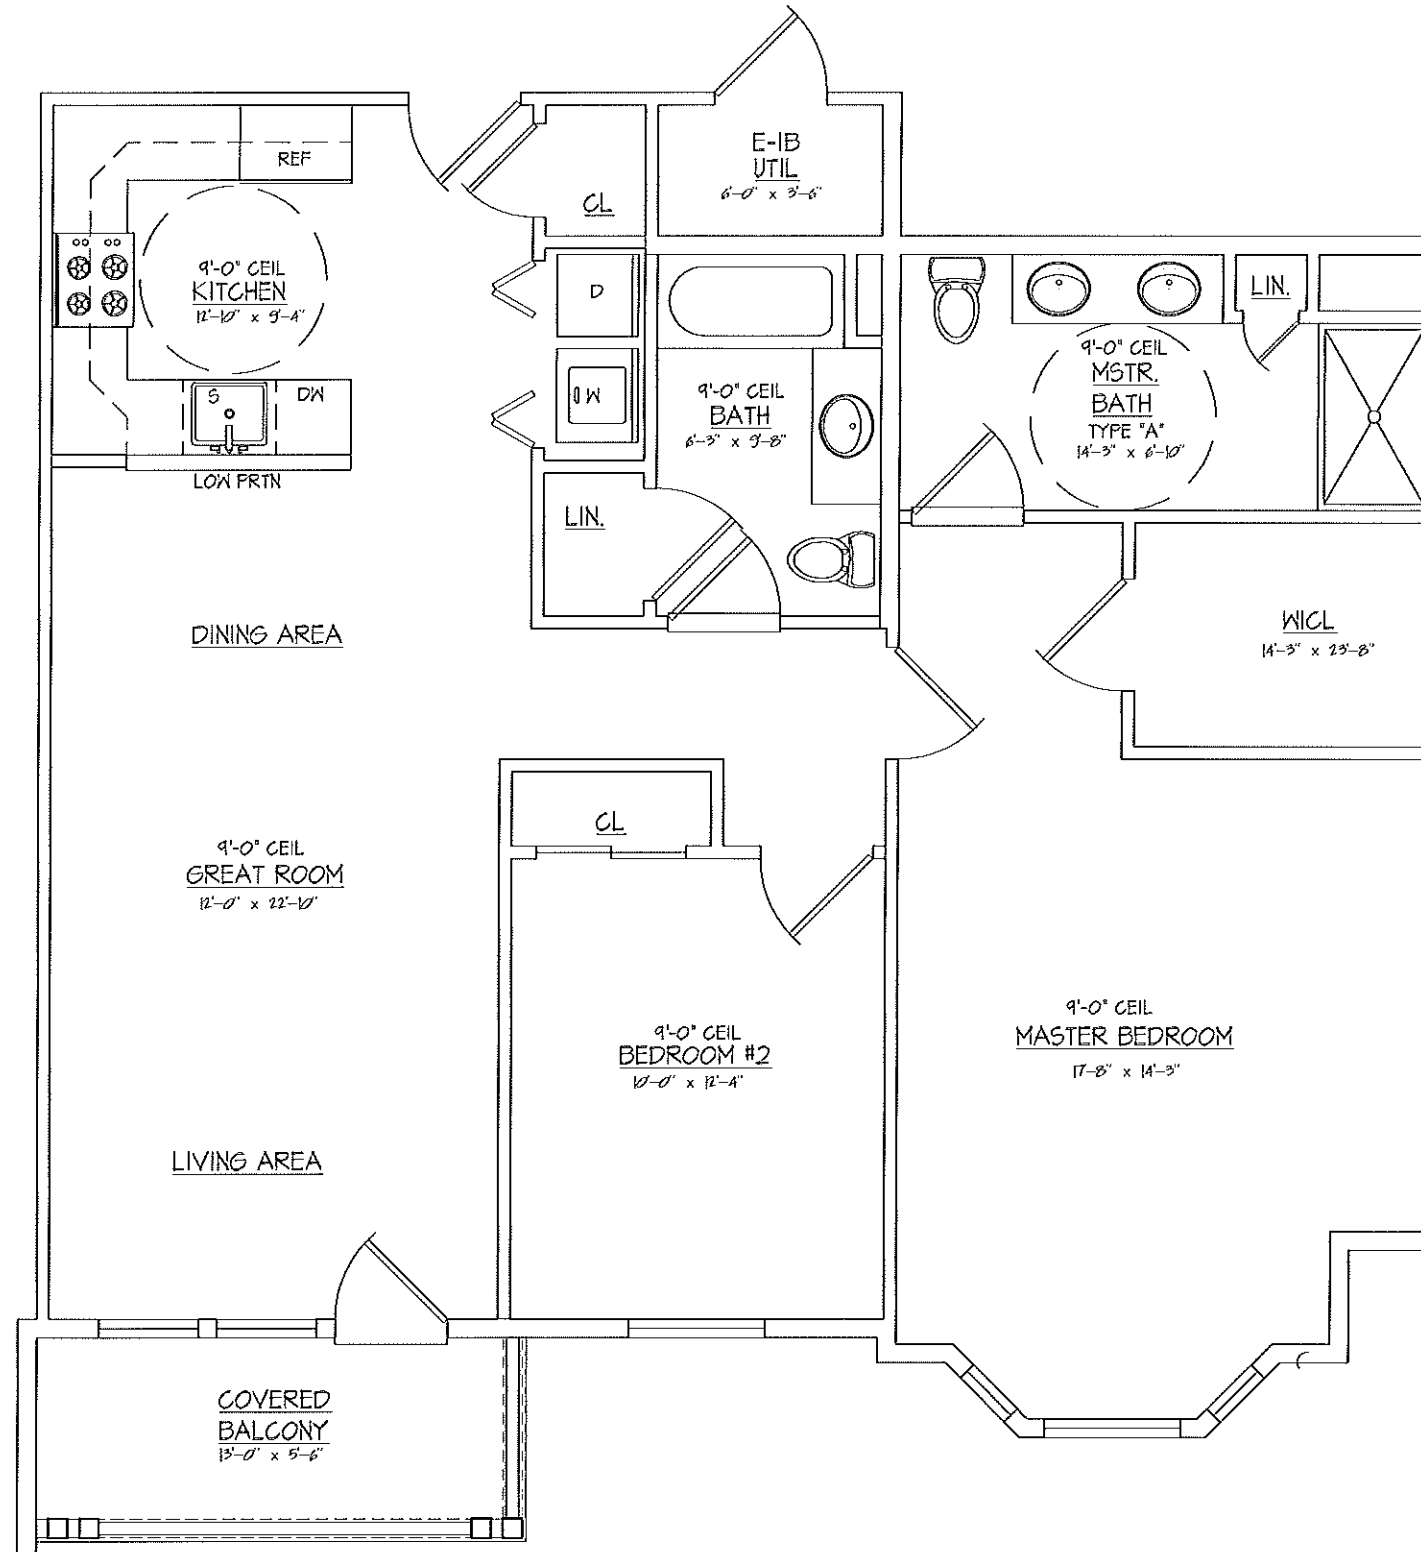 E-1B
UTIL
6'-0" x 3'-6"
REF
CL
9'-0" CEIL
KITCHEN
12'-10" x 9'-4"
D
LIN.
9'-0" CEIL
MSTR.
BATH
TYPE "A"
14'-3" x 6'-10"
S
DW
W
9'-0" CEIL
BATH
6'-3" x 9'-8"
LOW PRTN
LIN.
DINING AREA
WICL
14'-3" x 23'-8"
CL
9'-0" CEIL
GREAT ROOM
12'-0" x 22'-10"
9'-0" CEIL
BEDROOM #2
10'-0" x 12'-4"
9'-0" CEIL
MASTER BEDROOM
17'-8" x 14'-3"
LIVING AREA
COVERED
BALCONY
13'-0" x 5'-6"